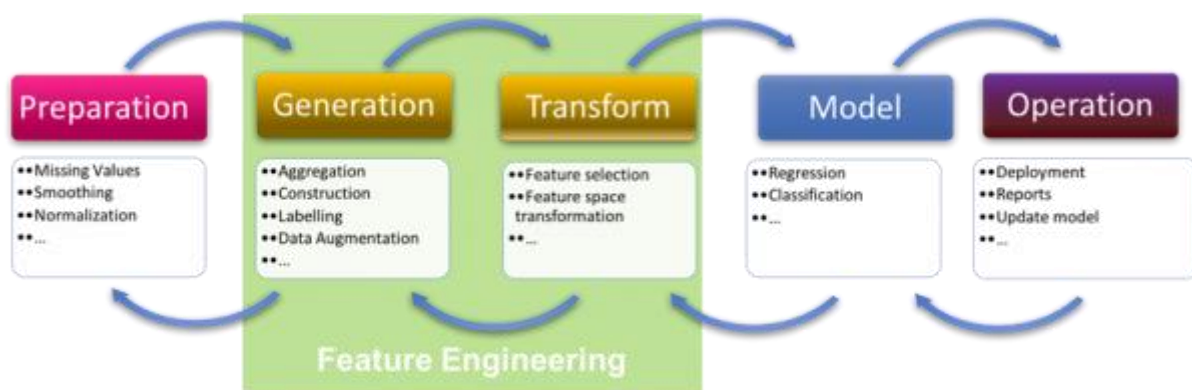 Preparation
••Missing Values
••Smoothing
••Normalization
••...
Generation
••Aggregation
••Construction
••Labelling
••Data Augmentation
••...
Transform
••Feature selection
••Feature space
transformation
••...
Model
••Regression
••Classification
••...
Operation
••Deployment
••Reports
••Update model
••...
Feature Engineering